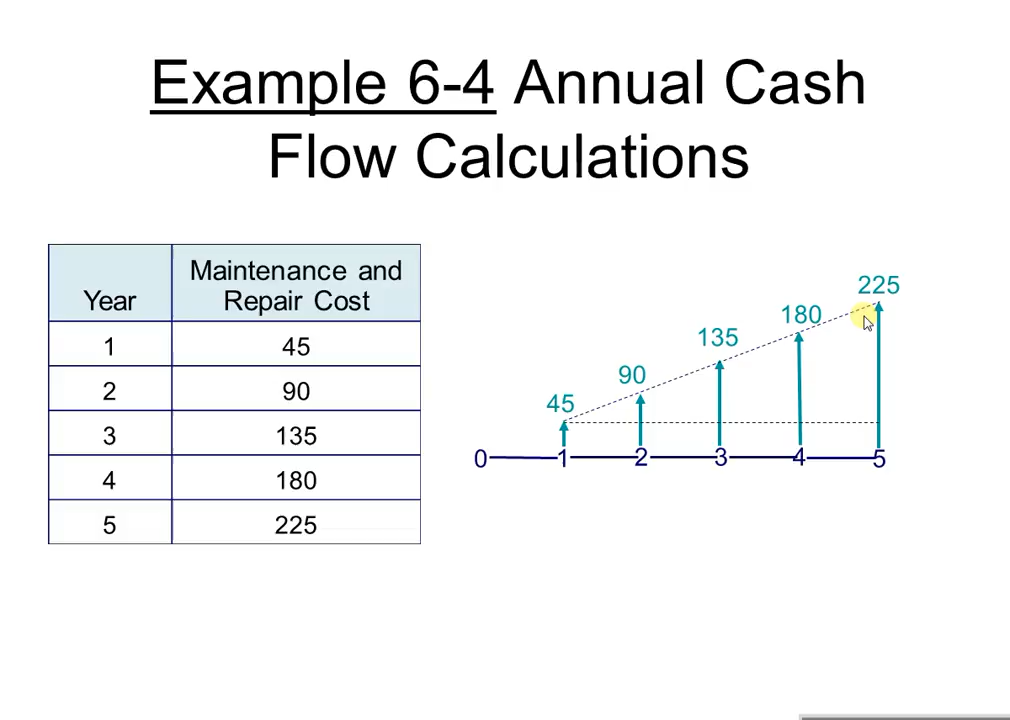 Example 6-4 Annual Cash
Flow Calculations
Year
Maintenance and
Repair Cost
1 45
2 90
3 135
4 180
5 225
225
180
135
90
45
0 1 2 3 4 5